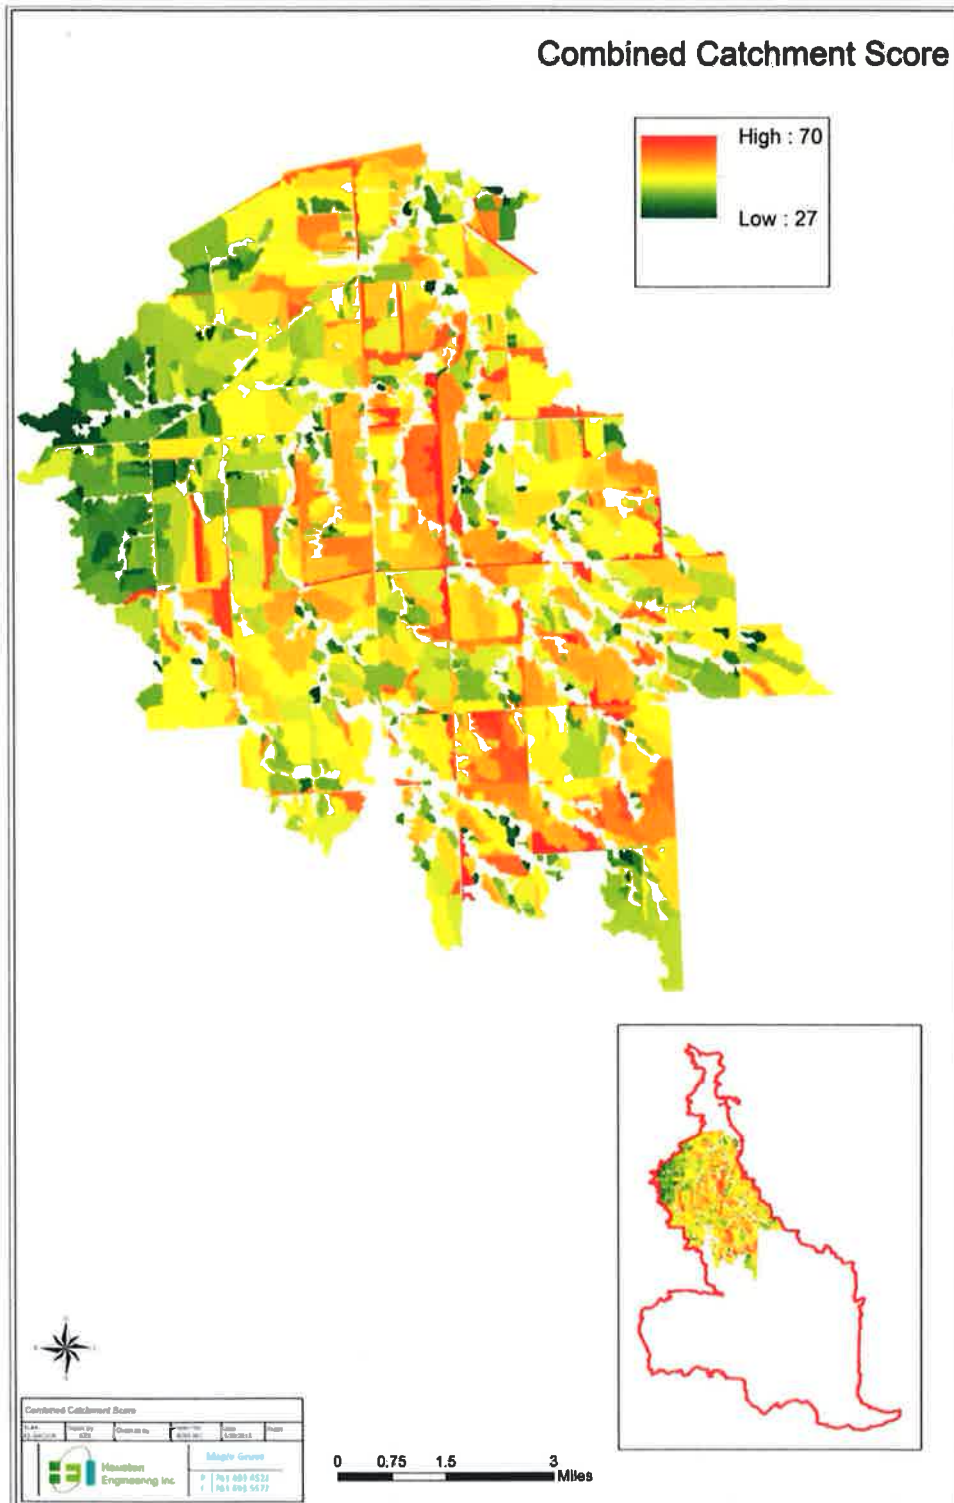 Combined Catchment Score
High : 70
Low : 27
Combined Catchment Score
Houston
Engineering Inc.
Maple Grove
0 0.75 1.5 3
Miles